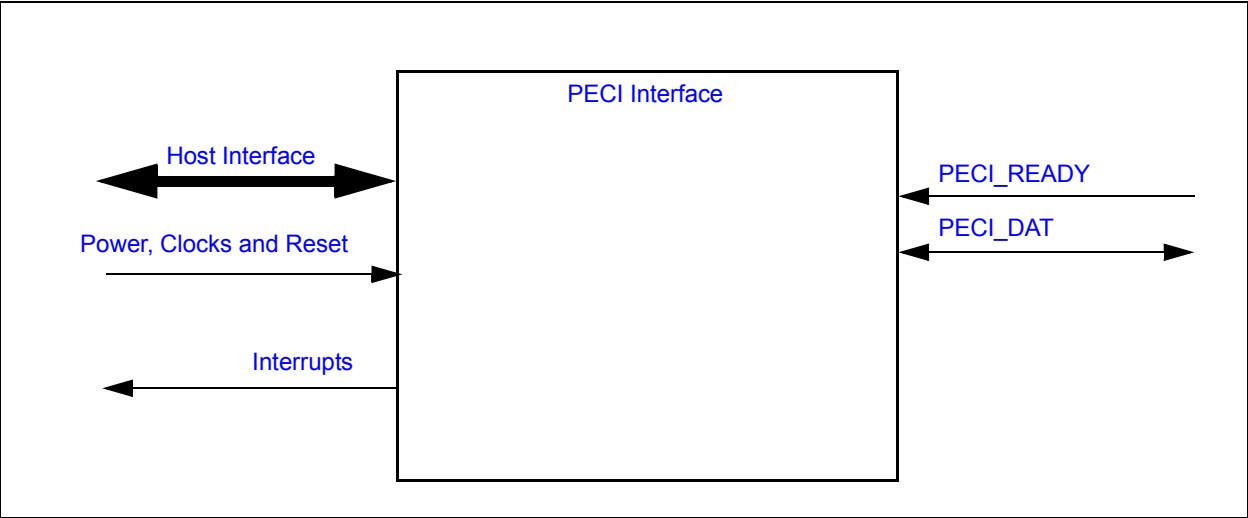 PECI Interface
Host Interface
Power, Clocks and Reset
Interrupts
PECI_READY
PECI_DAT